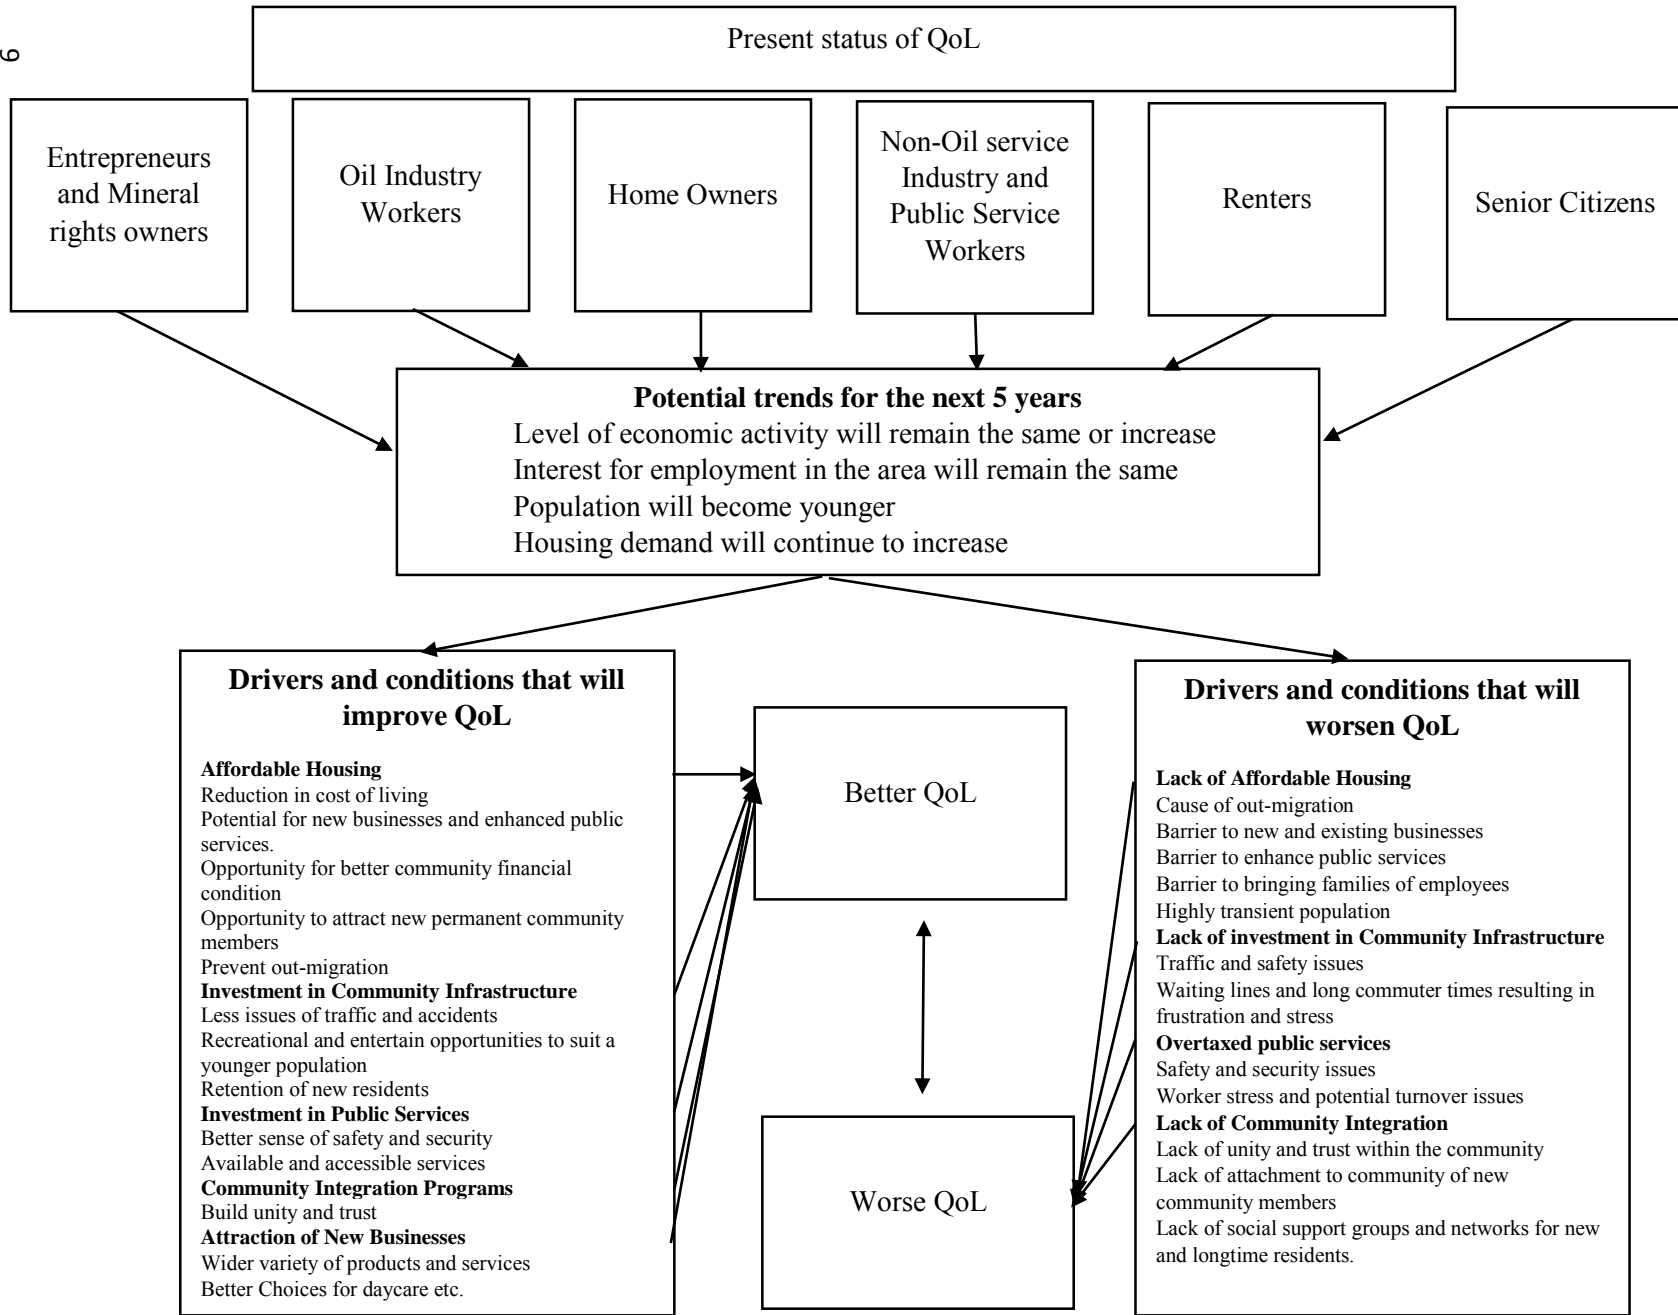 6
Present status of QoL
Entrepreneurs
and Mineral
rights owners
Oil Industry
Workers
Home Owners
Non-Oil service
Industry and
Public Service
Workers
Renters
Senior Citizens
Potential trends for the next 5 years
Level of economic activity will remain the same or increase
Interest for employment in the area will remain the same
Population will become younger
Housing demand will continue to increase
Drivers and conditions that will
improve QoL
Affordable Housing
Reduction in cost of living
Potential for new businesses and enhanced public
services.
Opportunity for better community financial
condition
Opportunity to attract new permanent community
members
Prevent out-migration
Investment in Community Infrastructure
Less issues of traffic and accidents
Recreational and entertain opportunities to suit a
younger population
Retention of new residents
Investment in Public Services
Better sense of safety and security
Available and accessible services
Community Integration Programs
Build unity and trust
Attraction of New Businesses
Wider variety of products and services
Better Choices for daycare etc.
Better QoL
Worse QoL
Drivers and conditions that will
worsen QoL
Lack of Affordable Housing
Cause of out-migration
Barrier to new and existing businesses
Barrier to enhance public services
Barrier to bringing families of employees
Highly transient population
Lack of investment in Community Infrastructure
Traffic and safety issues
Waiting lines and long commuter times resulting in
frustration and stress
Overtaxed public services
Safety and security issues
Worker stress and potential turnover issues
Lack of Community Integration
Lack of unity and trust within the community
Lack of attachment to community of new
community members
Lack of social support groups and networks for new
and longtime residents.